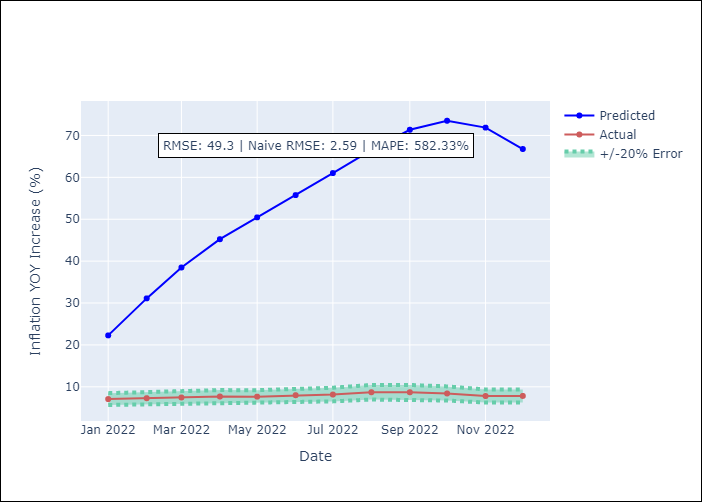 Predicted
Actual
+/-20% Error
RMSE: 49.3 | Naive RMSE: 2.59 | MAPE: 582.33%
70
60
50
40
30
20
10
Inflation YOY Increase (%)
Jan 2022 Mar 2022 May 2022 Jul 2022 Sep 2022 Nov 2022
Date